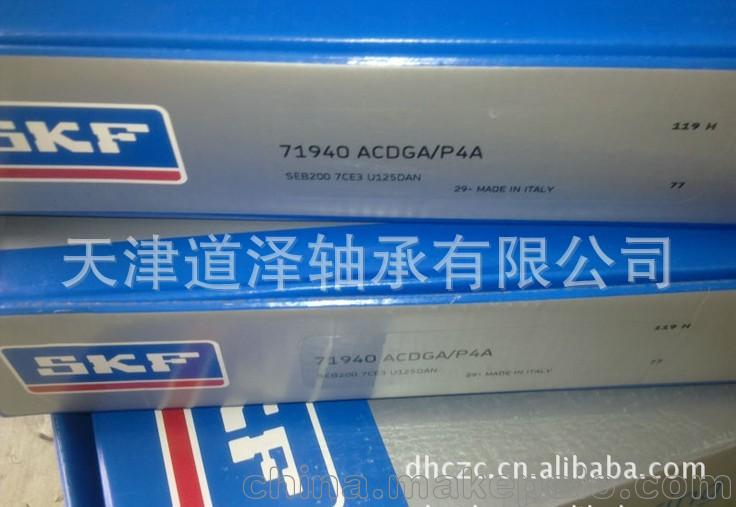 119 H
SKF
71940 ACDGA/P4A
SEB200 7CE3 U125DAN
29- MADE IN ITALY
77
天津道泽轴承有限公司
119 H
SKF
71940 ACDGA/P4A
SEB200 7CE3 U125DAN
29- MADE IN ITALY
77
KF
dhczc.cn.alibaba.com
china.makepolo.com